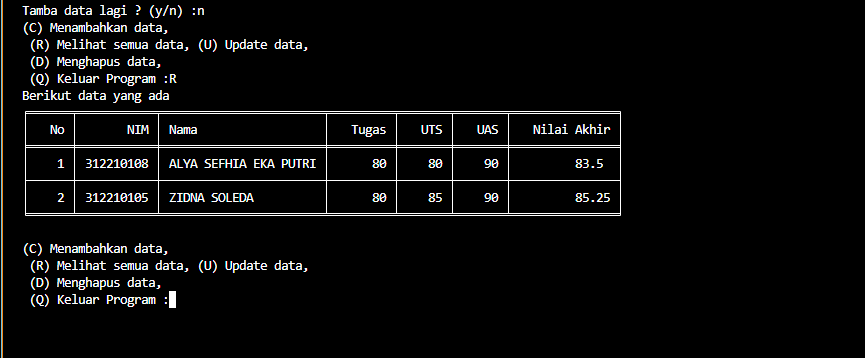 Tamba data lagi ? (y/n) :n
(C) Menambahkan data,
(R) Melihat semua data, (U) Update data,
(D) Menghapus data,
(Q) Keluar Program :R
Berikut data yang ada
No NIM Nama Tugas UTS UAS Nilai Akhir
1 312210108 ALYA SEFHIA EKA PUTRI 80 80 90 83.5
2 312210105 ZIDNA SOLEDA 80 85 90 85.25
(C) Menambahkan data,
(R) Melihat semua data, (U) Update data,
(D) Menghapus data,
(Q) Keluar Program :